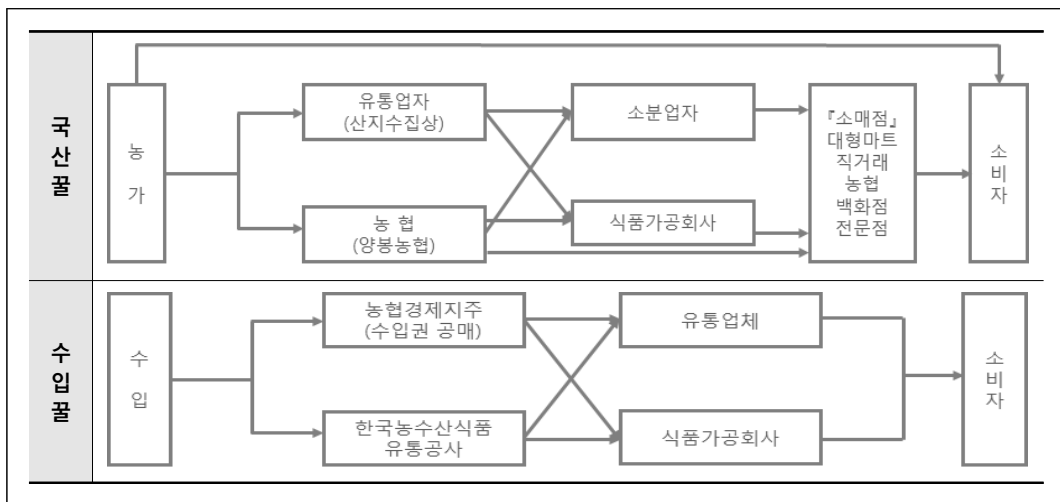 국산꿀
농가
유통업자
(산지수집상)
농 협
(양봉농협)
소분업자
식품가공회사
『소매점』
대형마트
직거래
농협
백화점
전문점
소비자
수입꿀
수입
농협경제지주
(수입권 공매)
한국농수산식품
유통공사
유통업체
식품가공회사
소비자